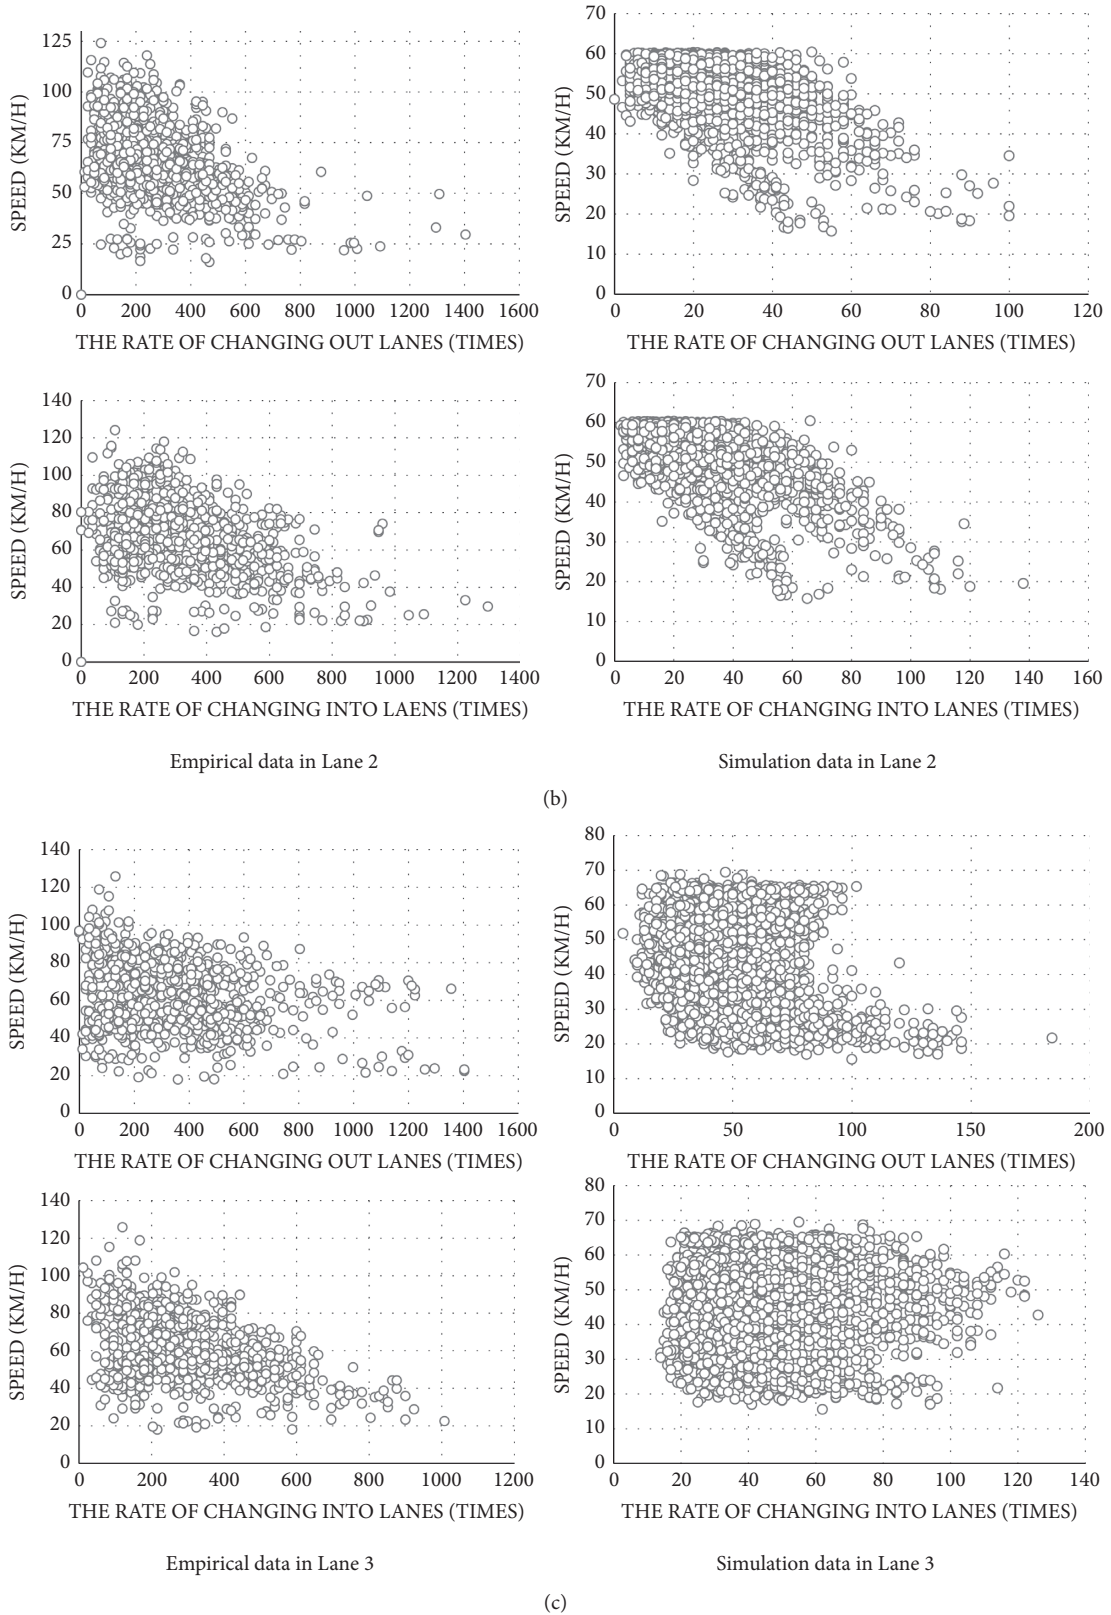 125
100
75
50
25
0
SPEED (KM/H)
0 200 400 600 800 1000 1200 1400 1600
THE RATE OF CHANGING OUT LANES (TIMES)
70
60
50
40
30
20
10
0
SPEED (KM/H)
0 20 40 60 80 100 120
THE RATE OF CHANGING OUT LANES (TIMES)
140
120
100
80
60
40
20
0
SPEED (KM/H)
0 200 400 600 800 1000 1200 1400
THE RATE OF CHANGING INTO LAENS (TIMES)
70
60
50
40
30
20
10
0
SPEED (KM/H)
0 20 40 60 80 100 120 140 160
THE RATE OF CHANGING INTO LANES (TIMES)
Empirical data in Lane 2
Simulation data in Lane 2
(b)
140
120
100
80
60
40
20
0
SPEED (KM/H)
0 200 400 600 800 1000 1200 1400 1600
THE RATE OF CHANGING OUT LANES (TIMES)
80
70
60
50
40
30
20
10
0
SPEED (KM/H)
0 50 100 150 200
THE RATE OF CHANGING OUT LANES (TIMES)
140
120
100
80
60
40
20
0
SPEED (KM/H)
0 200 400 600 800 1000 1200
THE RATE OF CHANGING INTO LANES (TIMES)
80
70
60
50
40
30
20
10
0
SPEED (KM/H)
20 40 60 80 100 120 140
THE RATE OF CHANGING INTO LANES (TIMES)
Empirical data in Lane 3
Simulation data in Lane 3
(c)